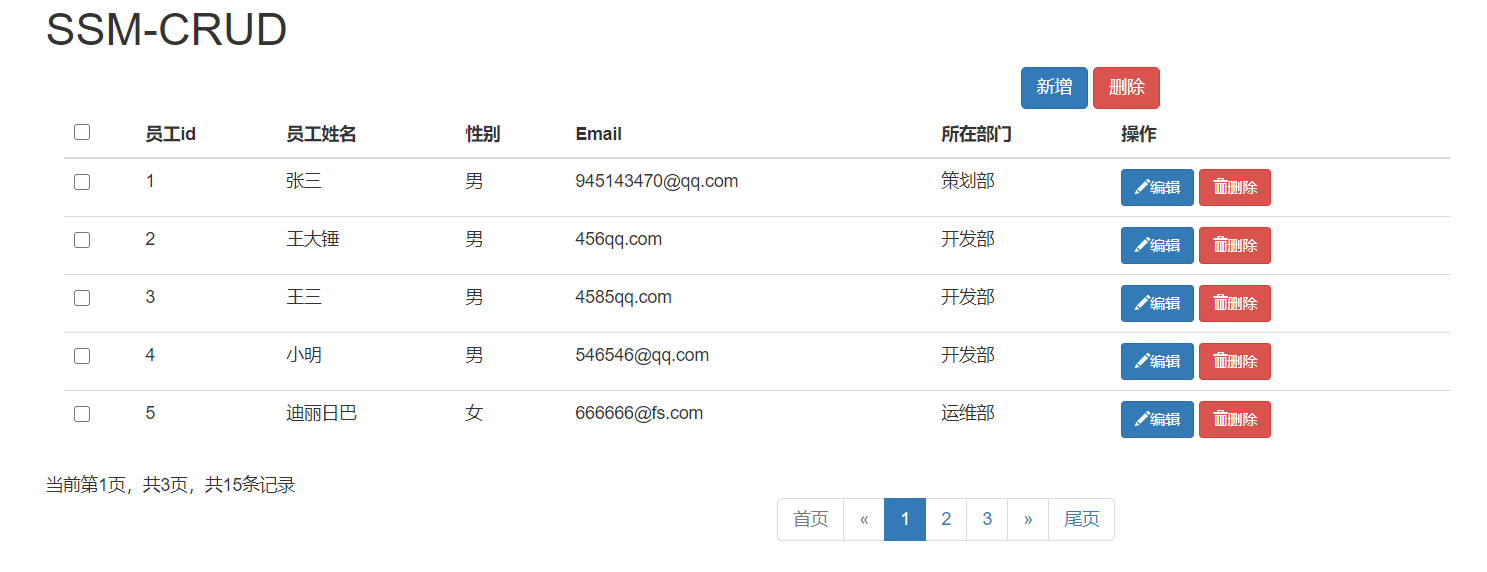 SSM-CRUD
新增 删除
员工id 员工姓名 性别 Email 所在部门 操作
1 张三 男 945143470@qq.com 策划部 编辑 删除
2 王大锤 男 456qq.com 开发部 编辑 删除
3 王三 男 4585qq.com 开发部 编辑 删除
4 小明 男 546546@qq.com 开发部 编辑 删除
5 迪丽日巴 女 666666@fs.com 运维部 编辑 删除
当前第1页，共3页，共15条记录
首页 « 1 2 3 » 尾页